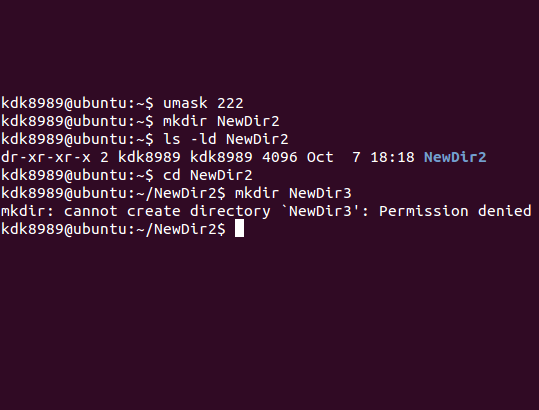 kdk8989@ubuntu:~$ umask 222
kdk8989@ubuntu:~$ mkdir NewDir2
kdk8989@ubuntu:~$ ls -ld NewDir2
dr-xr-xr-x 2 kdk8989 kdk8989 4096 Oct  7 18:18 NewDir2
kdk8989@ubuntu:~$ cd NewDir2
kdk8989@ubuntu:~/NewDir2$ mkdir NewDir3
mkdir: cannot create directory `NewDir3': Permission denied
kdk8989@ubuntu:~/NewDir2$